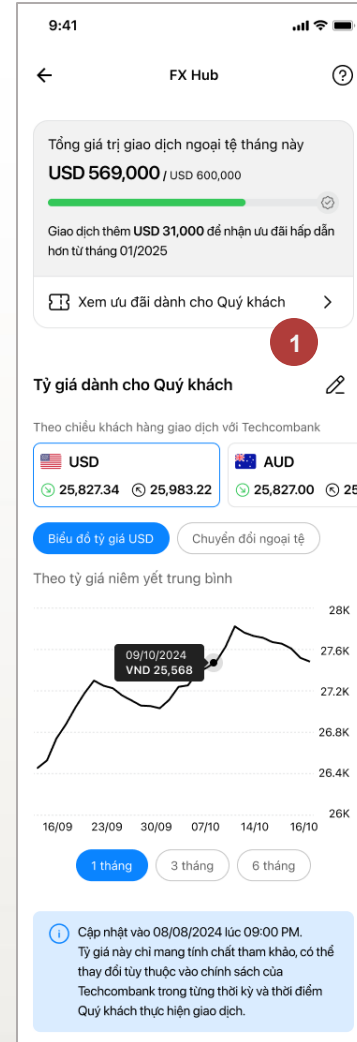 9:41
FX Hub
Tổng giá trị giao dịch ngoại tệ tháng này
USD 569,000 / USD 600,000
Giao dịch thêm USD 31,000 để nhận ưu đãi hấp dẫn
hơn từ tháng 01/2025
Xem ưu đãi dành cho Quý khách
1
Tỷ giá dành cho Quý khách
Theo chiều khách hàng giao dịch với Techcombank
USD
25,827.34 25,983.22
AUD
25,827.00 25
Biểu đồ tỷ giá USD
Chuyển đổi ngoại tệ
Theo tỷ giá niêm yết trung bình
28K
27.6K
09/10/2024
VND 25,568
27.2K
26.8K
26.4K
26K
16/09 23/09 30/09 07/10 14/10 16/10
1 tháng 3 tháng 6 tháng
Cập nhật vào 08/08/2024 lúc 09:00 PM.
Tỷ giá này chỉ mang tính chất tham khảo, có thể
thay đổi tùy thuộc vào chính sách của
Techcombank trong từng thời kỳ và thời điểm
Quý khách thực hiện giao dịch.